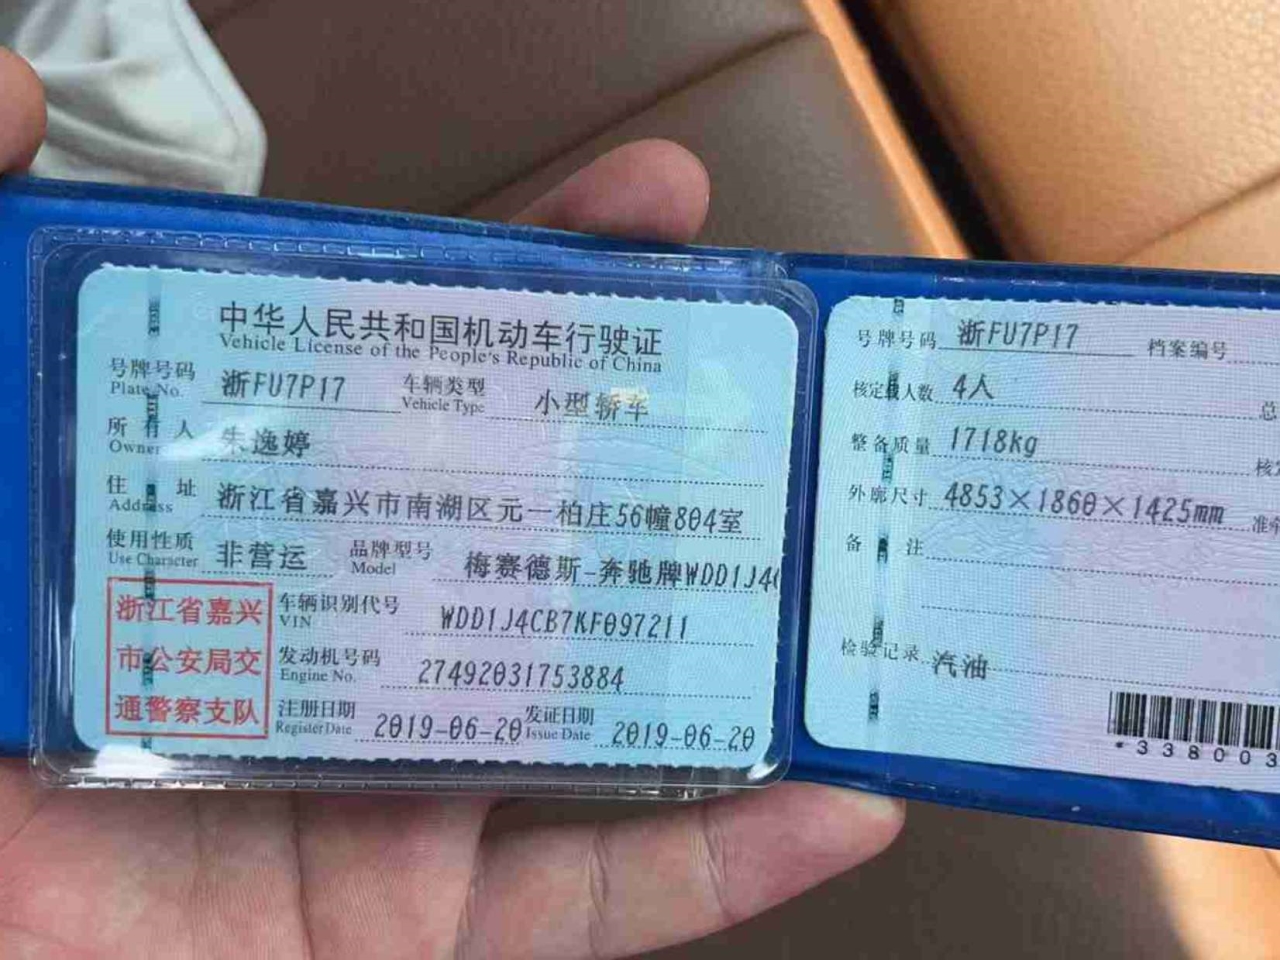 中华人民共和国机动车行驶证
Vehicle License of the People's Republic of China
号牌号码 浙FU7P17 车辆类型 小型轿车
Plate No. Vehicle Type
所有人 朱逸婷
Owner
住址 浙江省嘉兴市南湖区元一柏庄56幢804室
Address
使用性质 非营运 品牌型号 梅赛德斯-奔驰牌WDD1J4
Use Character Model
浙江省嘉兴
市公安局交
通警察支队
车辆识别代号 WDD1J4CB7KF097211
VIN
发动机号码 27492031753884
Engine No.
注册日期 2019-06-20 发证日期 2019-06-20
Register Date Issue Date
号牌号码 浙FU7P17 档案编号
核定载人数 4人 总
整备质量 1718kg 核定
外廓尺寸 4853×1860×1425mm 准牵
备注
检验记录 汽油
*338003